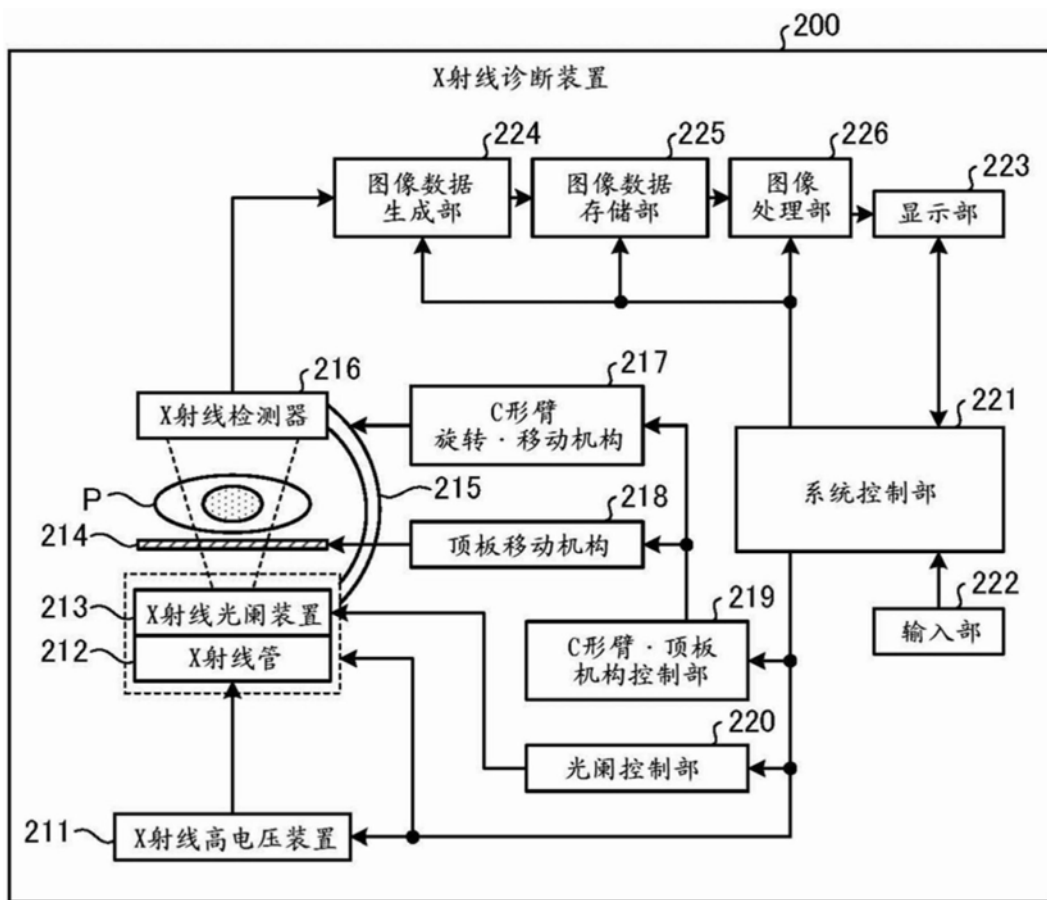 200
X射线诊断装置
224
225
226
223
图像数据
生成部
图像数据
存储部
图像
处理部
显示部
216
217
X射线检测器
C形臂
旋转·移动机构
221
系统控制部
P
215
214
218
顶板移动机构
213
X射线光阑装置
212
X射线管
219
C形臂·顶板
机构控制部
222
输入部
220
光阑控制部
211
X射线高电压装置